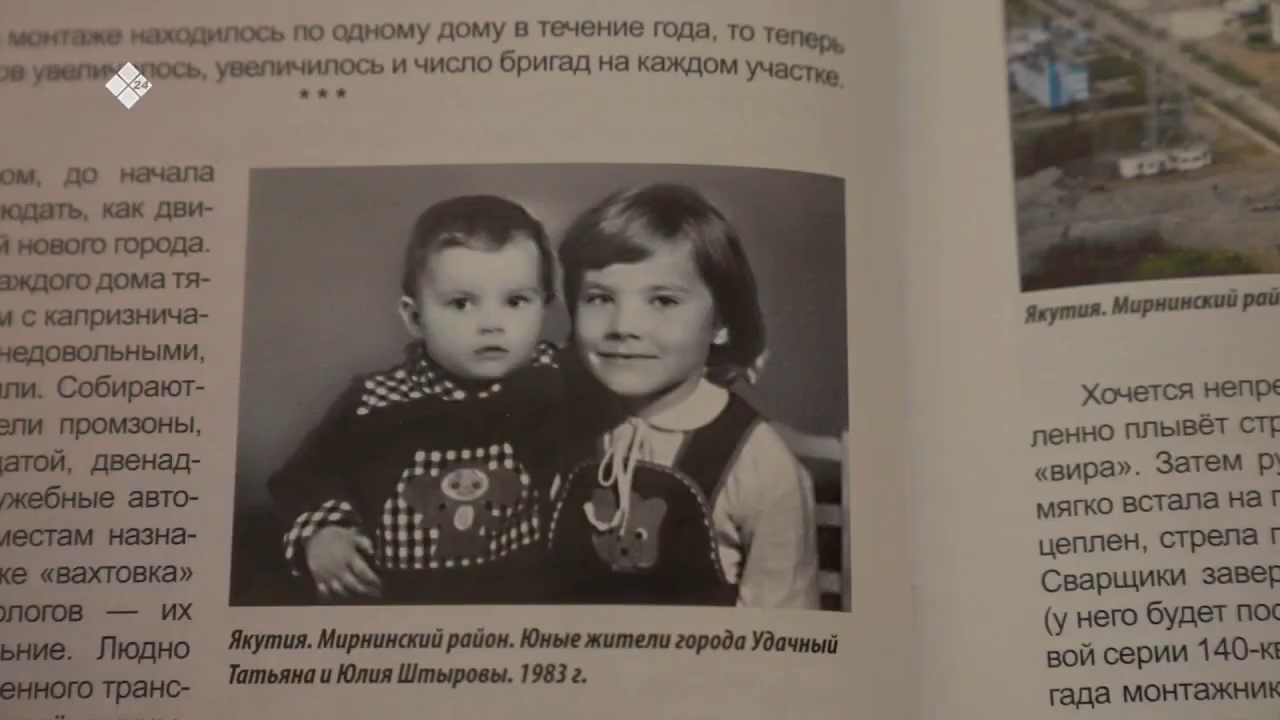 монтаже находилось по одному дому в течение года, то теперь
ов увеличилось, увеличилось и число бригад на каждом участке.
* * *
24
ом, до начала
юдать, как дви-
й нового города.
аждого дома тя-
м с капризнича-
недовольными,
али. Собирают-
ели промзоны,
датой, двенад-
ужебные авто-
местам назна-
ке «вахтовка»
ологов — их
ьние. Людно
енного транс-
Якутия. Мирнинский район. Юные жители города Удачный
Татьяна и Юлия Штыровы. 1983 г.
Якутия. Мирнинский рай
Хочется непре
ленно плывёт стр
«вира». Затем ру
мягко встала на п
цеплен, стрела п
Сварщики завер
(у него будет пос
вой серии 140-кв
гада монтажник